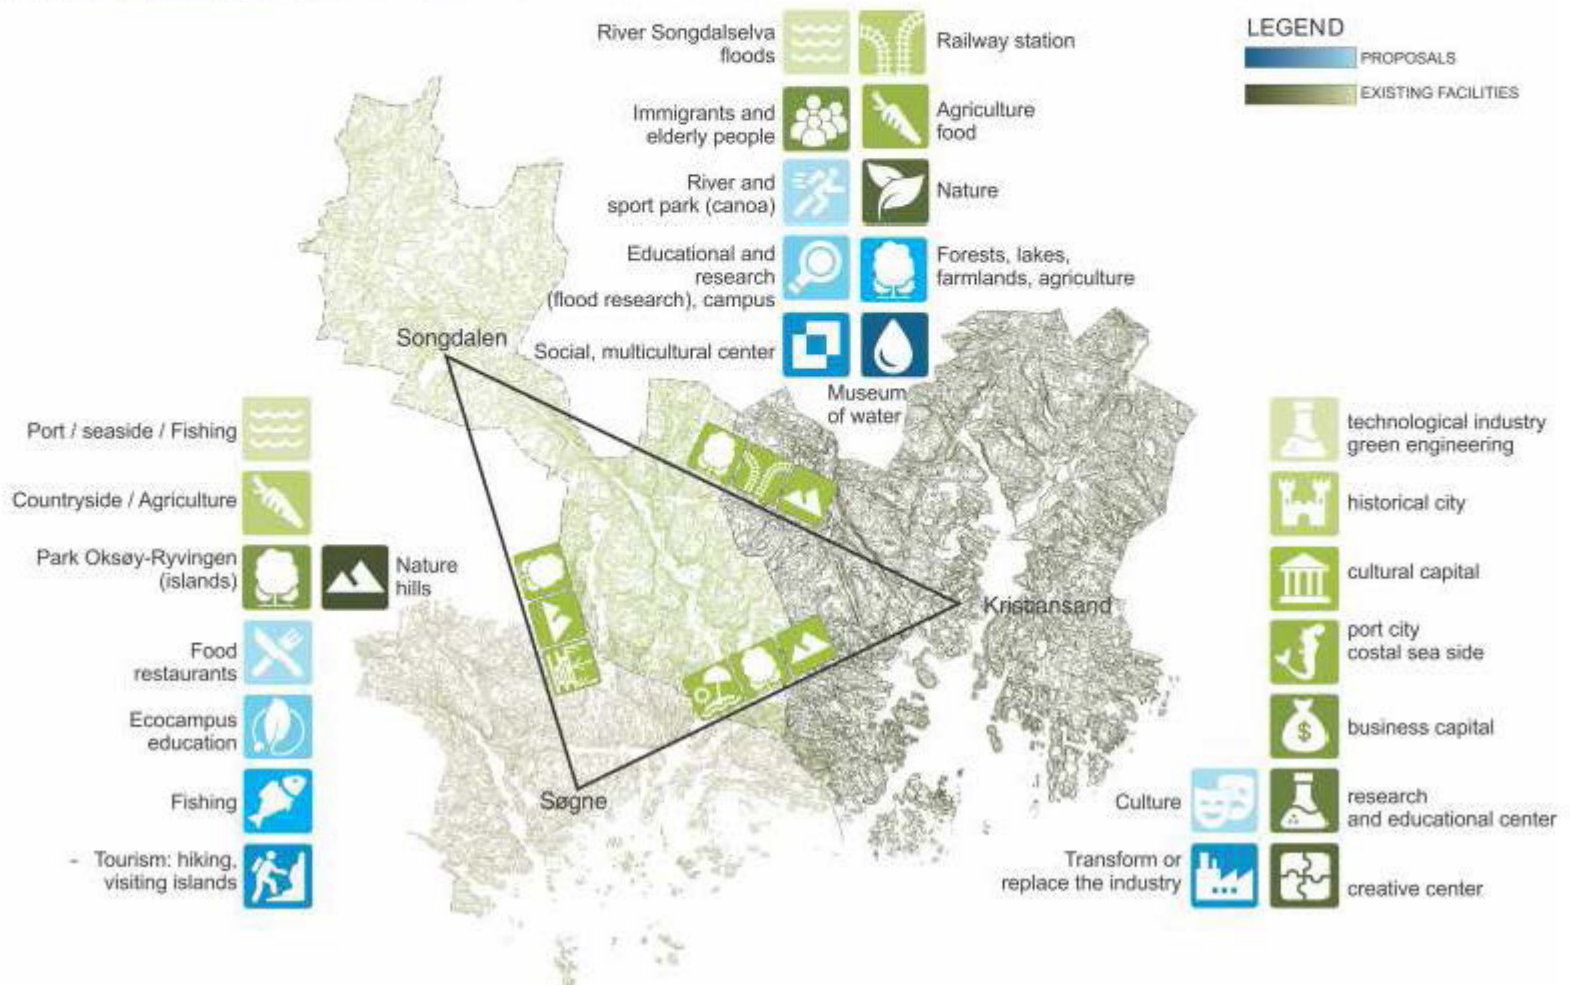 River Songdalselva
floods
Railway station
LEGEND
PROPOSALS
EXISTING FACILITIES
Immigrants and
elderly people
Agriculture
food
River and
sport park (canoa)
Nature
Educational and
research
(flood research), campus
Forests, lakes,
farmlands, agriculture
Songdalen
Social, multicultural center
Museum
of water
Port / seaside / Fishing
Countryside / Agriculture
Park Oksøy-Ryvingen
(islands)
Nature
hills
Food
restaurants
Ecocampus
education
Fishing
- Tourism: hiking,
visiting islands
Søgne
Kristiansand
technological industry
green engineering
historical city
cultural capital
port city
costal sea side
$
business capital
Culture
research
and educational center
Transform or
replace the industry
creative center